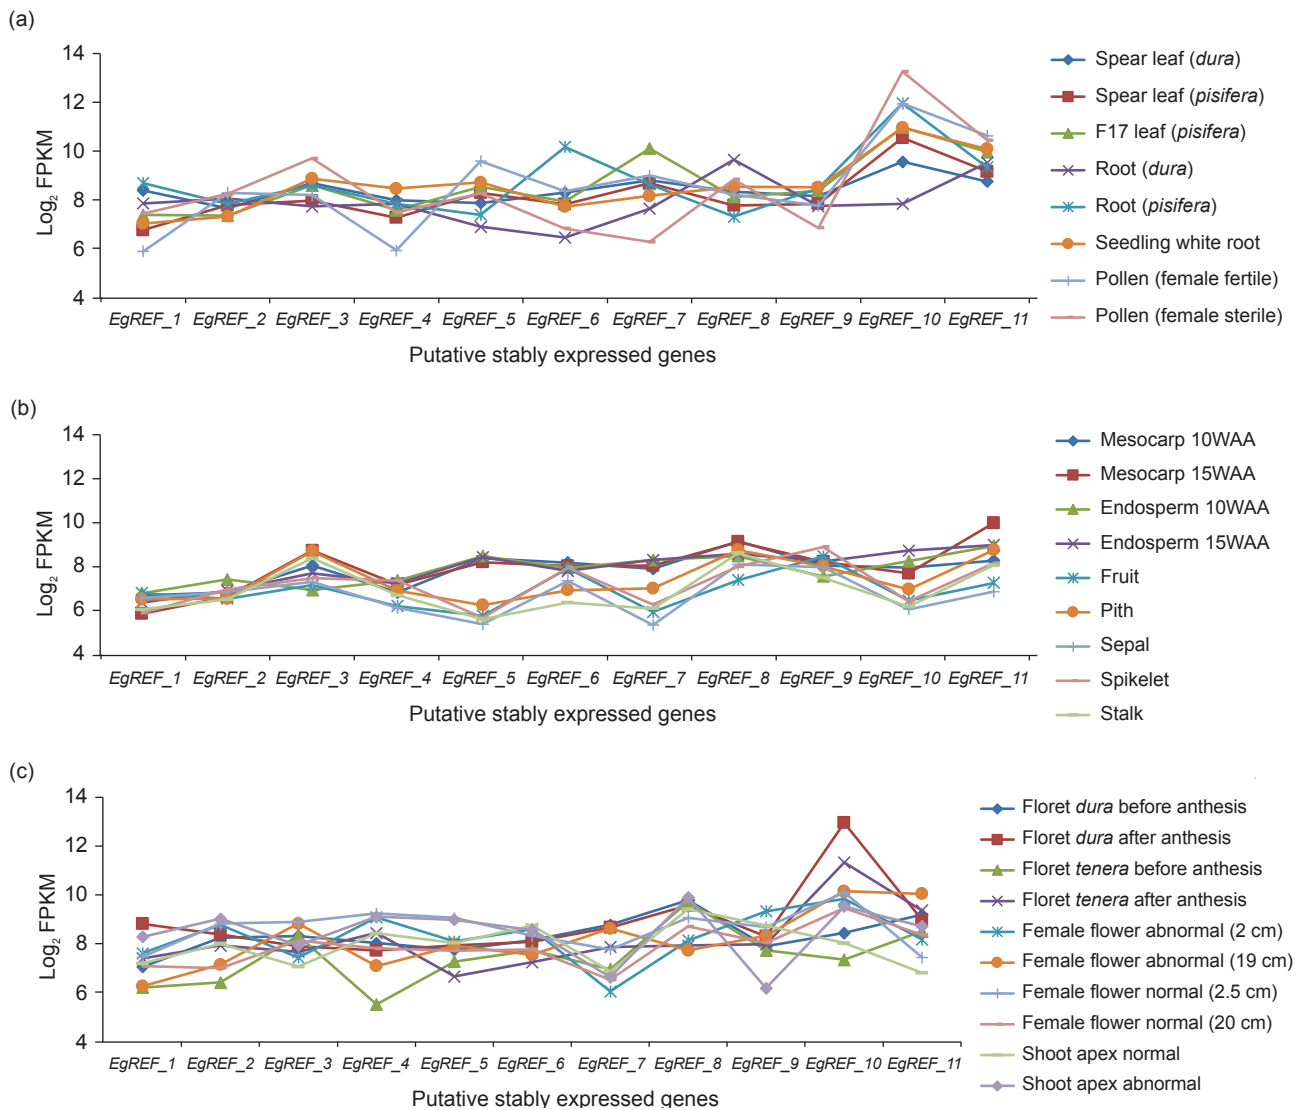 (a)
Log2 FPKM
14
12
10
8
6
4
EgREF_1 EgREF_2 EgREF_3 EgREF_4 EgREF_5 EgREF_6 EgREF_7 EgREF_8 EgREF_9 EgREF_10 EgREF_11
Putative stably expressed genes
Spear leaf (dura)
Spear leaf (pisifera)
F17 leaf (pisifera)
Root (dura)
Root (pisifera)
Seedling white root
Pollen (female fertile)
Pollen (female sterile)
(b)
Log2 FPKM
14
12
10
8
6
4
EgREF_1 EgREF_2 EgREF_3 EgREF_4 EgREF_5 EgREF_6 EgREF_7 EgREF_8 EgREF_9 EgREF_10 EgREF_11
Putative stably expressed genes
Mesocarp 10WAA
Mesocarp 15WAA
Endosperm 10WAA
Endosperm 15WAA
Fruit
Pith
Sepal
Spikelet
Stalk
(c)
Log2 FPKM
14
12
10
8
6
4
EgREF_1 EgREF_2 EgREF_3 EgREF_4 EgREF_5 EgREF_6 EgREF_7 EgREF_8 EgREF_9 EgREF_10 EgREF_11
Putative stably expressed genes
Floret dura before anthesis
Floret dura after anthesis
Floret tenera before anthesis
Floret tenera after anthesis
Female flower abnormal (2 cm)
Female flower abnormal (19 cm)
Female flower normal (2.5 cm)
Female flower normal (20 cm)
Shoot apex normal
Shoot apex abnormal